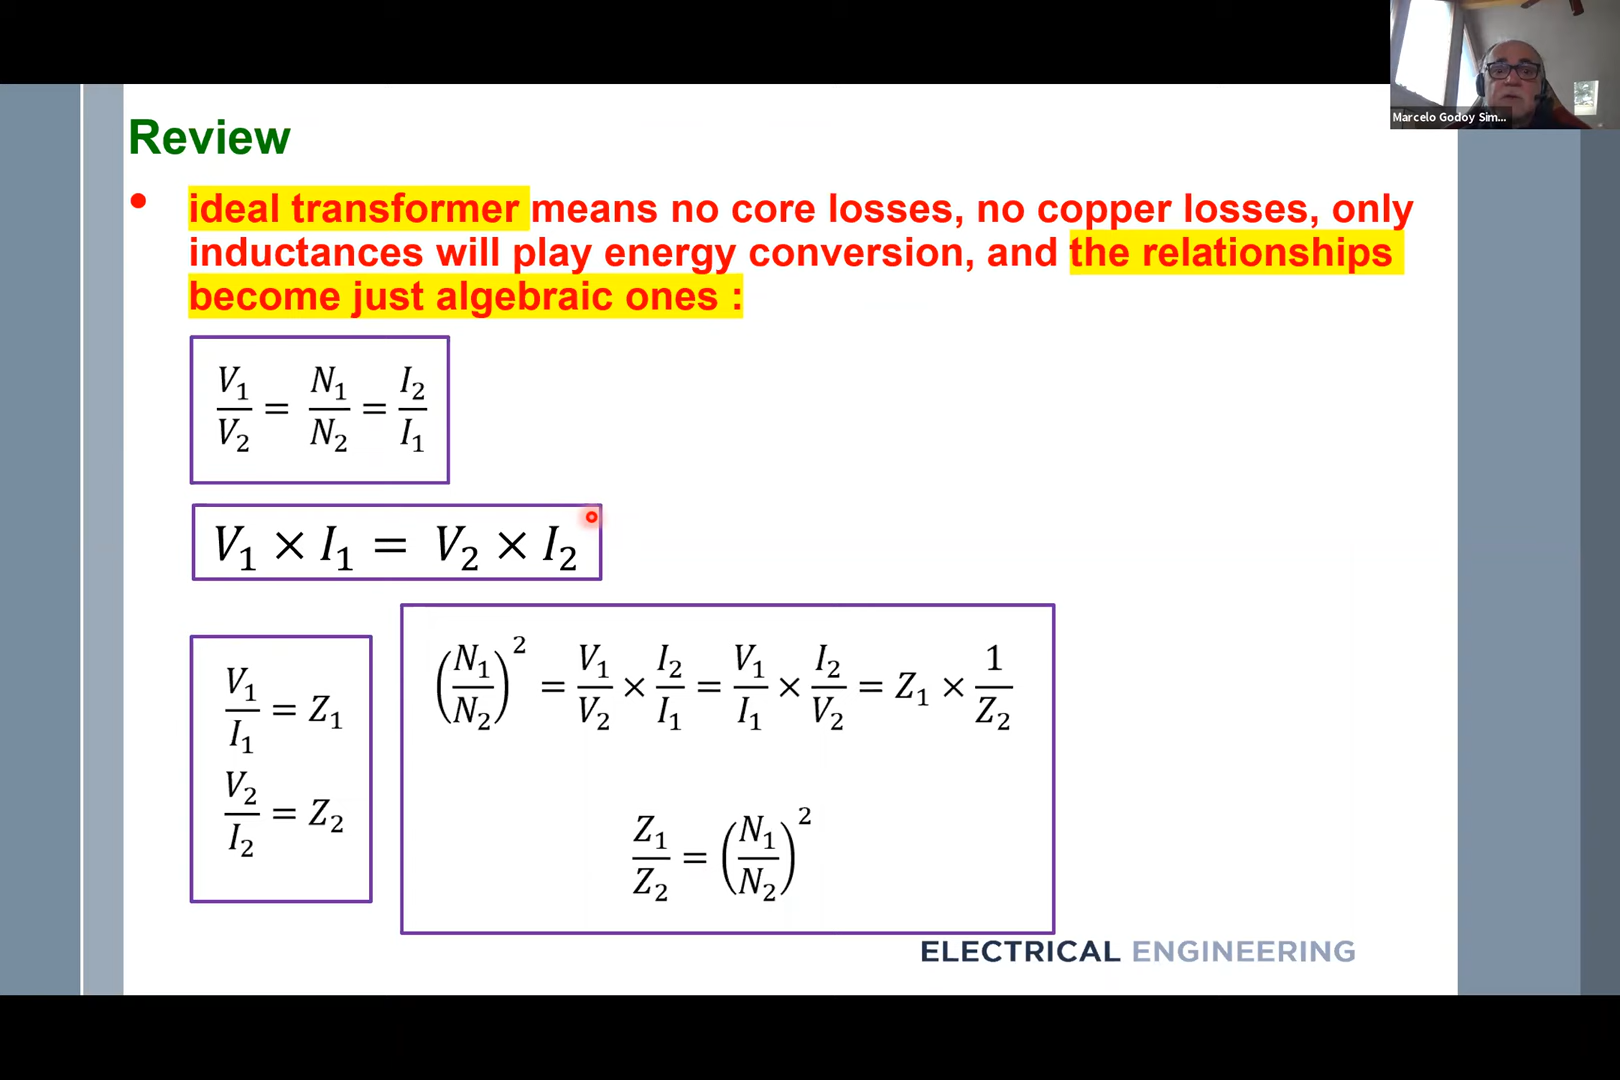 Marcelo Godoy Sim...
Review
• ideal transformer means no core losses, no copper losses, only
inductances will play energy conversion, and the relationships
become just algebraic ones :
V₁/V₂ = N₁/N₂ = I₂/I₁
V₁ × I₁ = V₂ × I₂
V₁/I₁ = Z₁
V₂/I₂ = Z₂
(N₁/N₂)² = V₁/V₂ × I₂/I₁ = V₁/I₁ × I₂/V₂ = Z₁ × 1/Z₂
Z₁/Z₂ = (N₁/N₂)²
ELECTRICAL ENGINEERING